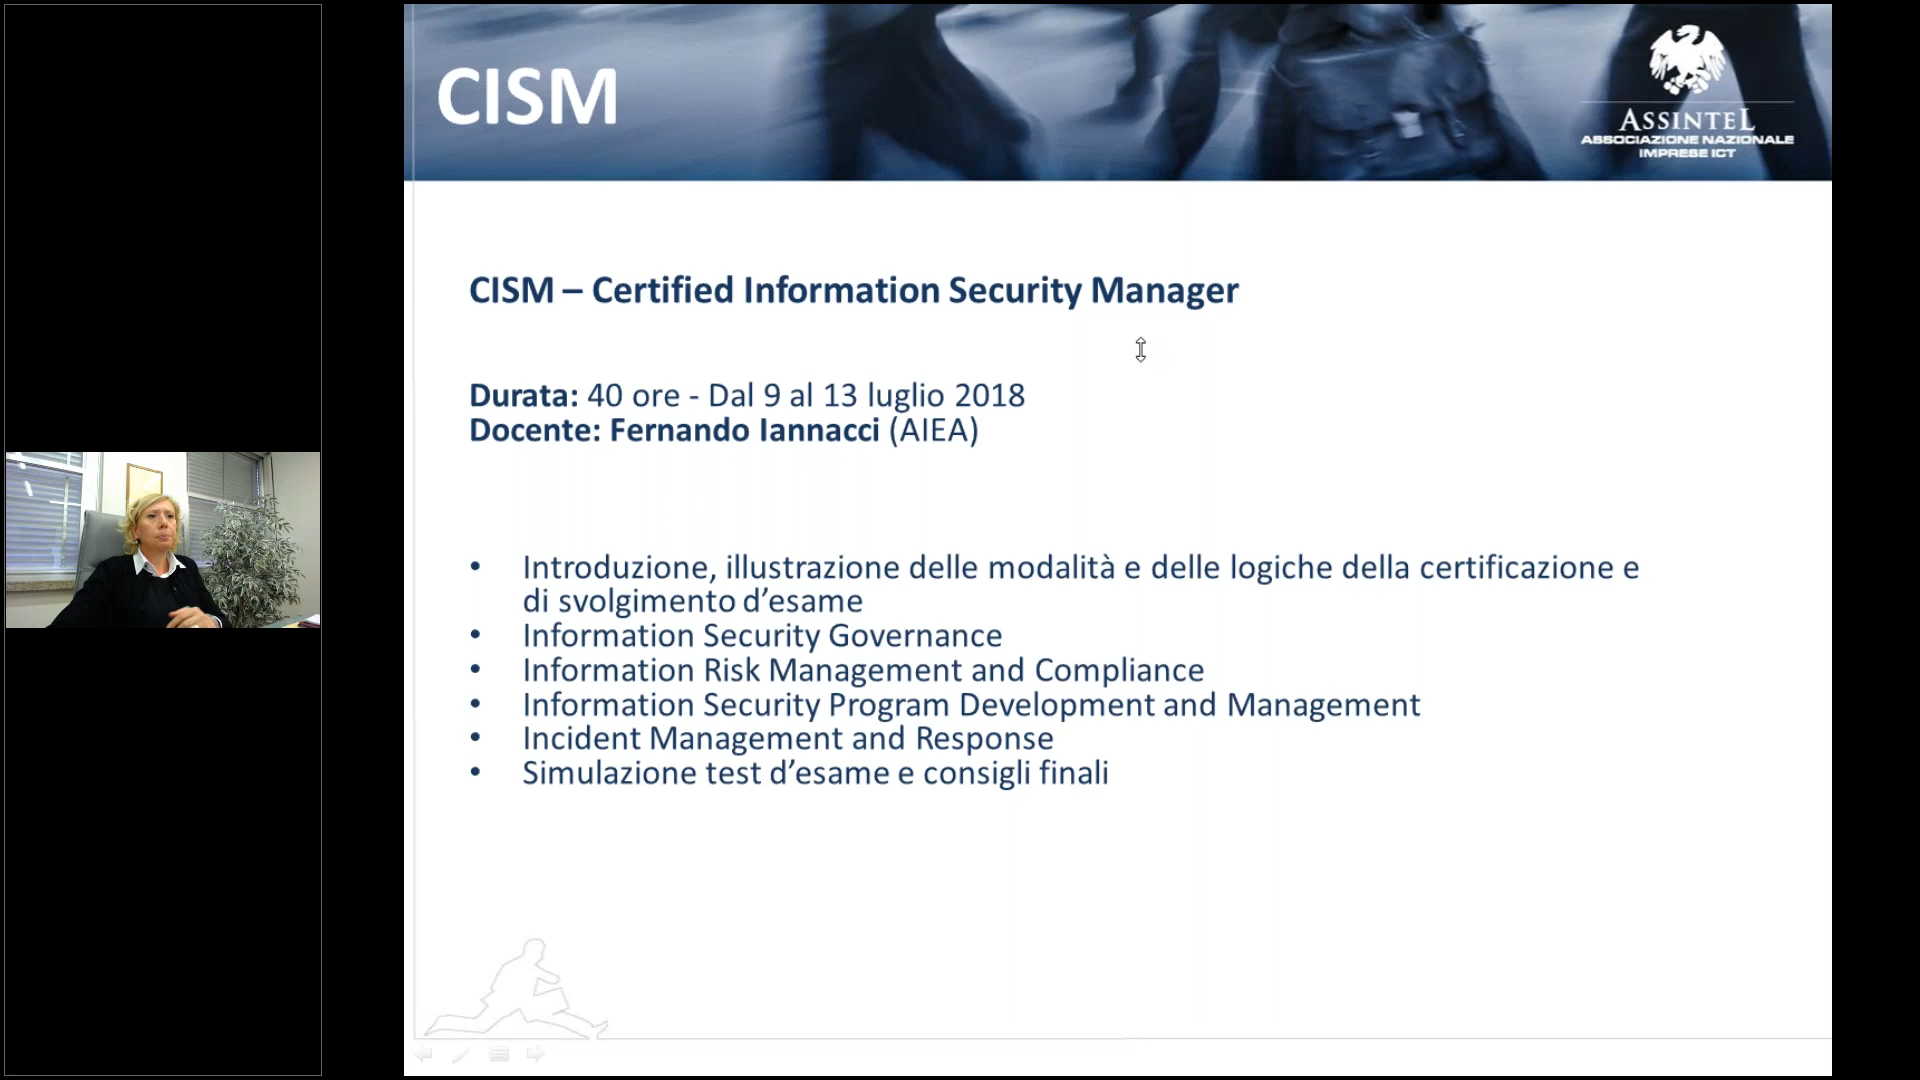 CISM
ASSINTEL
ASSOCIAZIONE NAZIONALE
IMPRESE ICT
CISM – Certified Information Security Manager
Durata: 40 ore - Dal 9 al 13 luglio 2018
Docente: Fernando Iannacci (AIEA)
• Introduzione, illustrazione delle modalità e delle logiche della certificazione e
di svolgimento d’esame
• Information Security Governance
• Information Risk Management and Compliance
• Information Security Program Development and Management
• Incident Management and Response
• Simulazione test d’esame e consigli finali